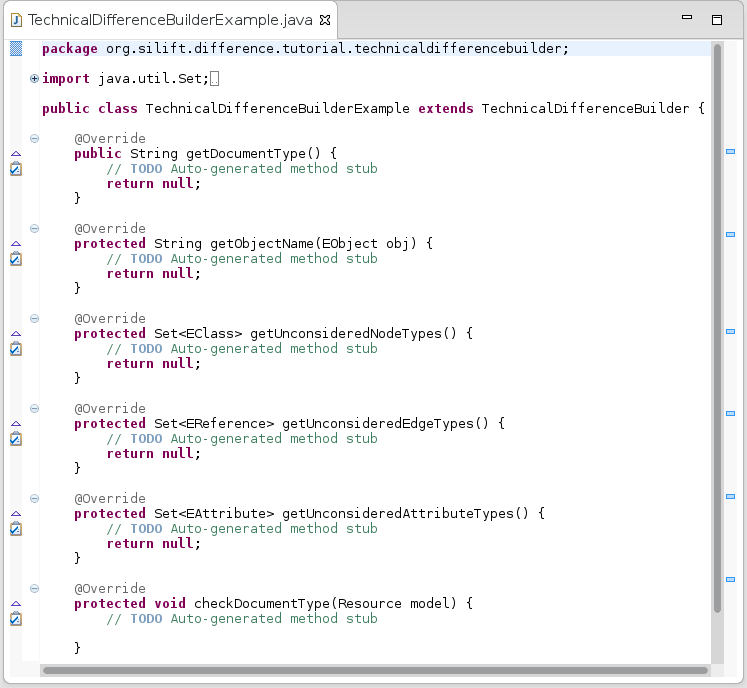 TechnicalDifferenceBuilderExample.java
package org.silift.difference.tutorial.technicaldifferencebuilder;
import java.util.Set;
public class TechnicalDifferenceBuilderExample extends TechnicalDifferenceBuilder {
@Override
public String getDocumentType() {
// TODO Auto-generated method stub
return null;
}
@Override
protected String getObjectName(EObject obj) {
// TODO Auto-generated method stub
return null;
}
@Override
protected Set<EClass> getUnconsideredNodeTypes() {
// TODO Auto-generated method stub
return null;
}
@Override
protected Set<EReference> getUnconsideredEdgeTypes() {
// TODO Auto-generated method stub
return null;
}
@Override
protected Set<EAttribute> getUnconsideredAttributeTypes() {
// TODO Auto-generated method stub
return null;
}
@Override
protected void checkDocumentType(Resource model) {
// TODO Auto-generated method stub
}